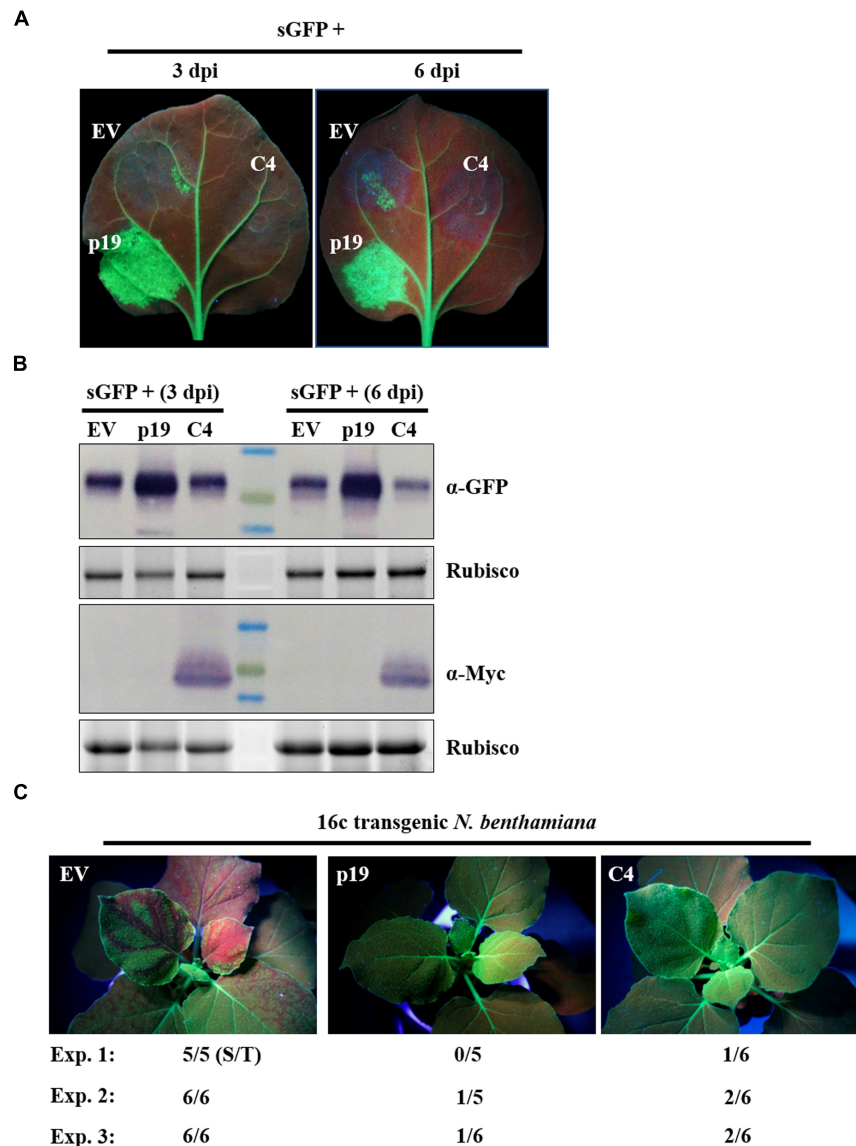 A
sGFP +
3 dpi
6 dpi
EV
C4
p19
EV
C4
p19
B
sGFP + (3 dpi)
sGFP + (6 dpi)
EV p19 C4
EV p19 C4
α-GFP
Rubisco
α-Myc
Rubisco
C
16c transgenic N. benthamiana
EV
p19
C4
Exp. 1: 5/5 (S/T) 0/5 1/6
Exp. 2: 6/6 1/5 2/6
Exp. 3: 6/6 1/6 2/6